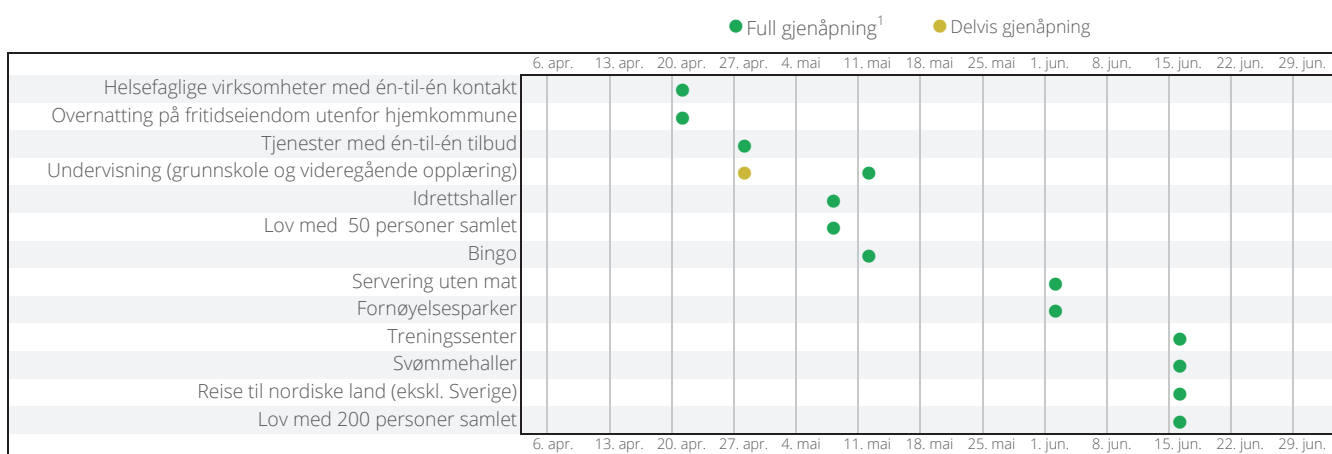 Full gjenåpning¹ Delvis gjenåpning
6. apr. 13. apr. 20. apr. 27. apr. 4. mai 11. mai 18. mai 25. mai 1. jun. 8. jun. 15. jun. 22. jun. 29. jun.
Helsefaglige virksomheter med én-til-én kontakt
Overnatting på fritidseiendom utenfor hjemkommune
Tjenester med én-til-én tilbud
Undervisning (grunnskole og videregående opplæring)
Idrettshaller
Lov med 50 personer samlet
Bingo
Servering uten mat
Fornøyelsesparker
Treningssenter
Svømmehaller
Reise til nordiske land (ekskl. Sverige)
Lov med 200 personer samlet
6. apr. 13. apr. 20. apr. 27. apr. 4. mai 11. mai 18. mai 25. mai 1. jun. 8. jun. 15. jun. 22. jun. 29. jun.